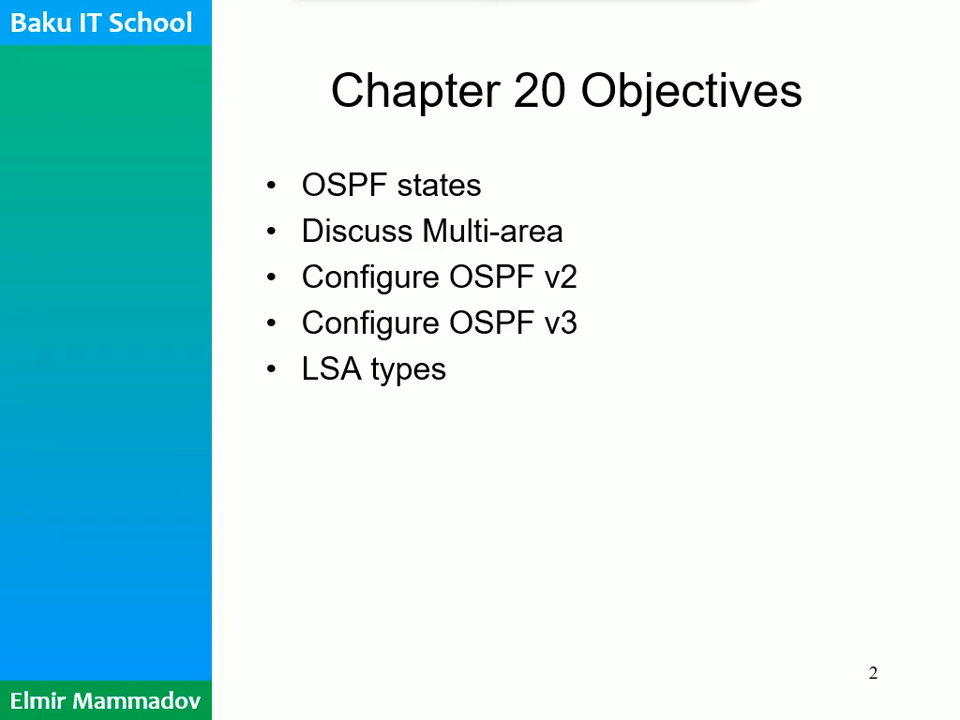 Baku IT School
Chapter 20 Objectives
• OSPF states
• Discuss Multi-area
• Configure OSPF v2
• Configure OSPF v3
• LSA types
2
Elmir Mammadov